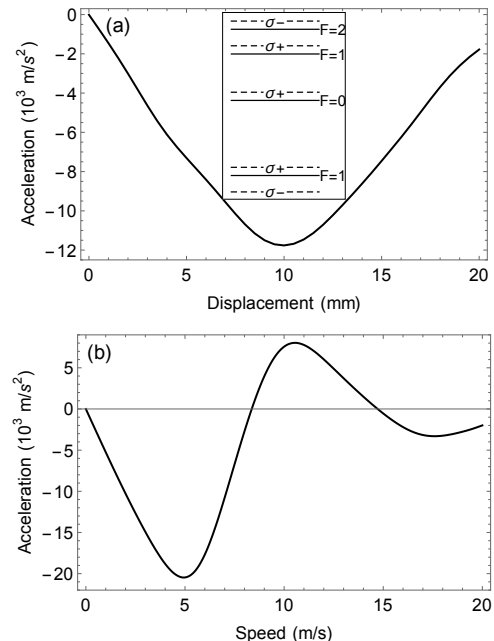 (a)
σ−
F=2
σ+
F=1
σ+
F=0
σ+
F=1
σ−
0
−2
−4
−6
−8
−10
−12
Acceleration (10³ m/s²)
0 5 10 15 20
Displacement (mm)
(b)
5
0
−5
−10
−15
−20
Acceleration (10³ m/s²)
0 5 10 15 20
Speed (m/s)